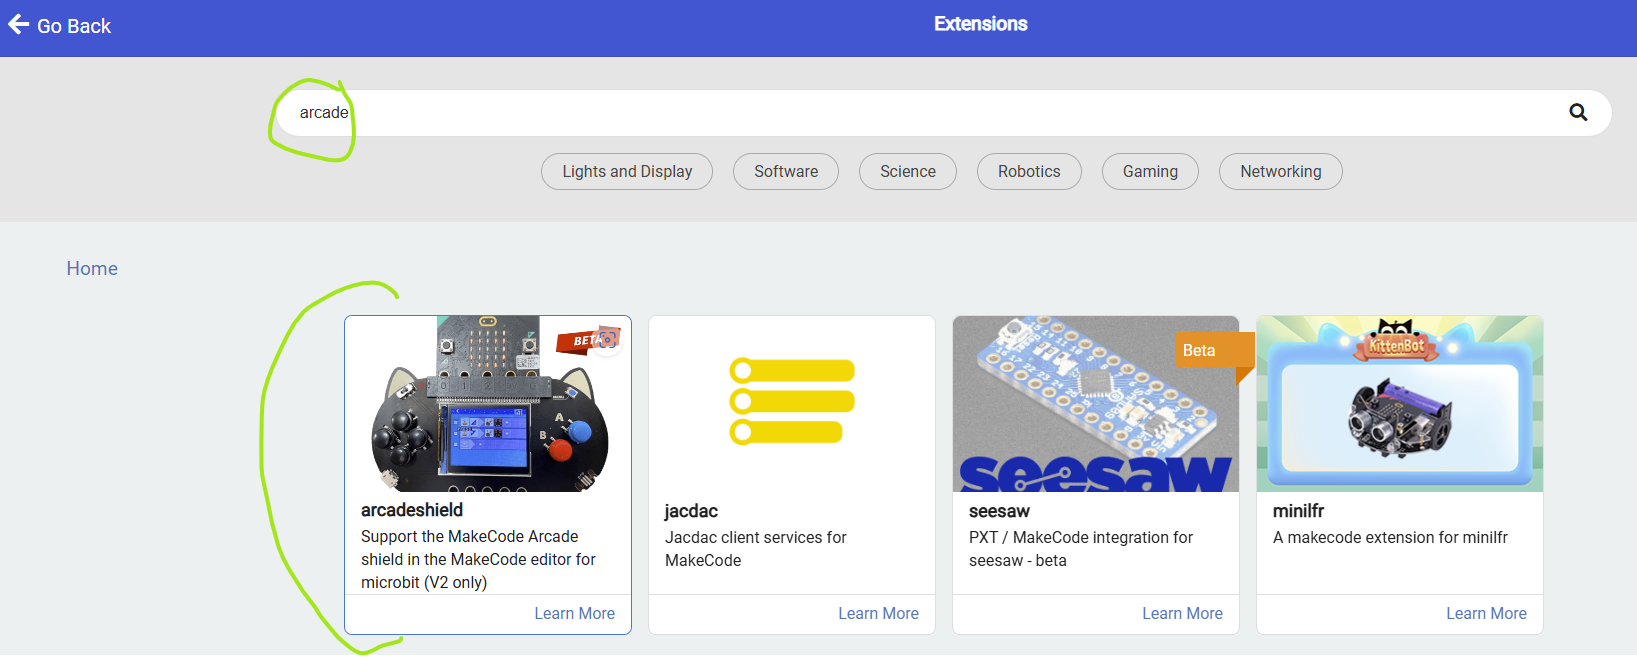 Go Back
Extensions
arcade
Lights and Display
Software
Science
Robotics
Gaming
Networking
Home
BETA
A
B
0 1 2
arcadeshield
Support the MakeCode Arcade
shield in the MakeCode editor for
microbit (V2 only)
Learn More
jacdac
Jacdac client services for
MakeCode
Learn More
Beta
seesaw
seesaw
PXT / MakeCode integration for
seesaw - beta
Learn More
KittenBot
minilfr
A makecode extension for minilfr
Learn More